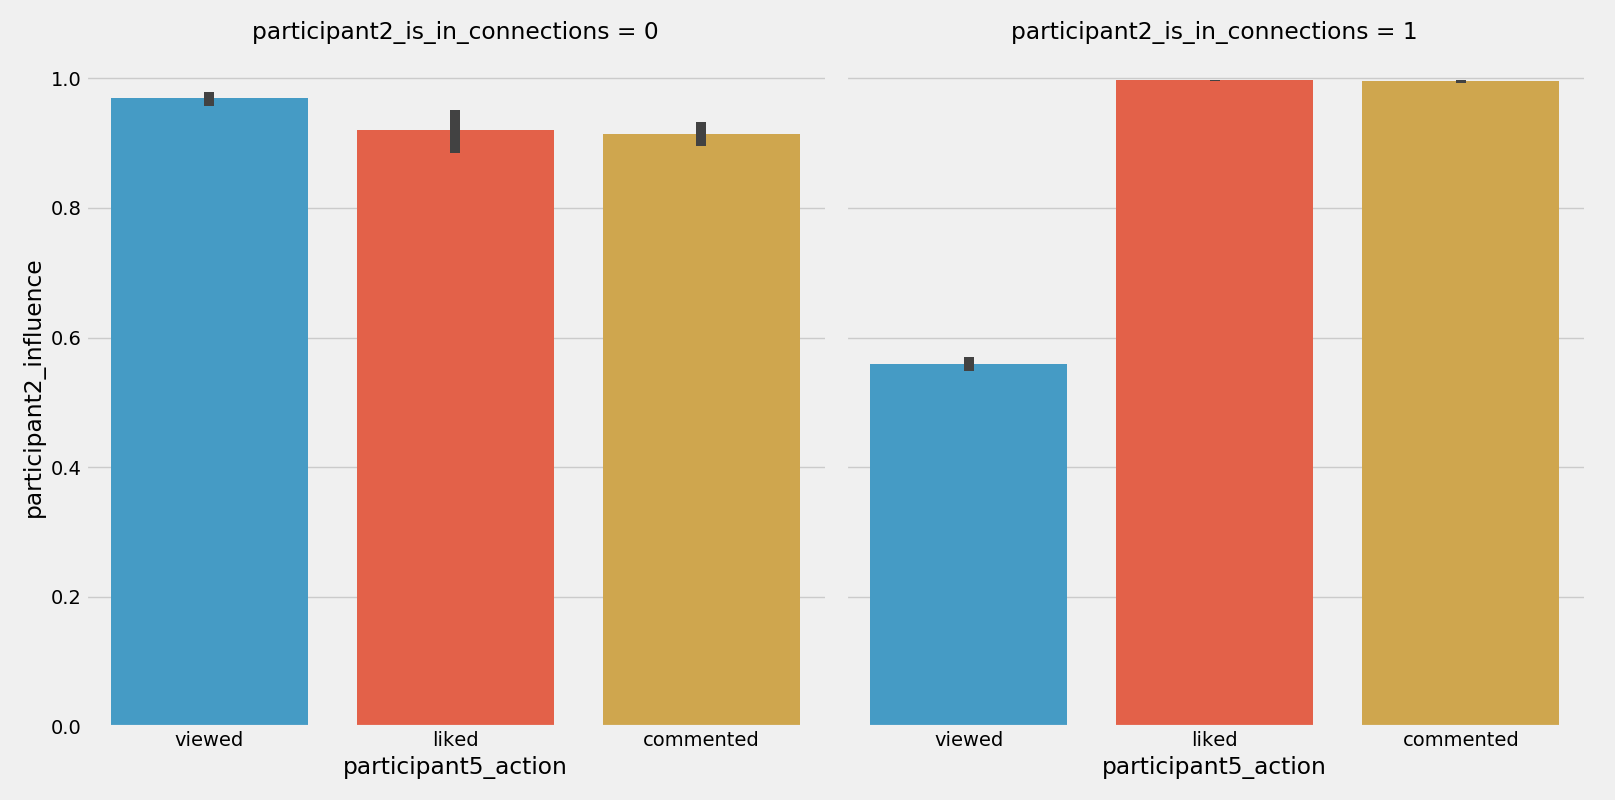 participant2_is_in_connections = 0
participant2_is_in_connections = 1
participant2_influence
1.0
0.8
0.6
0.4
0.2
0.0
viewed
liked
commented
viewed
liked
commented
participant5_action
participant5_action